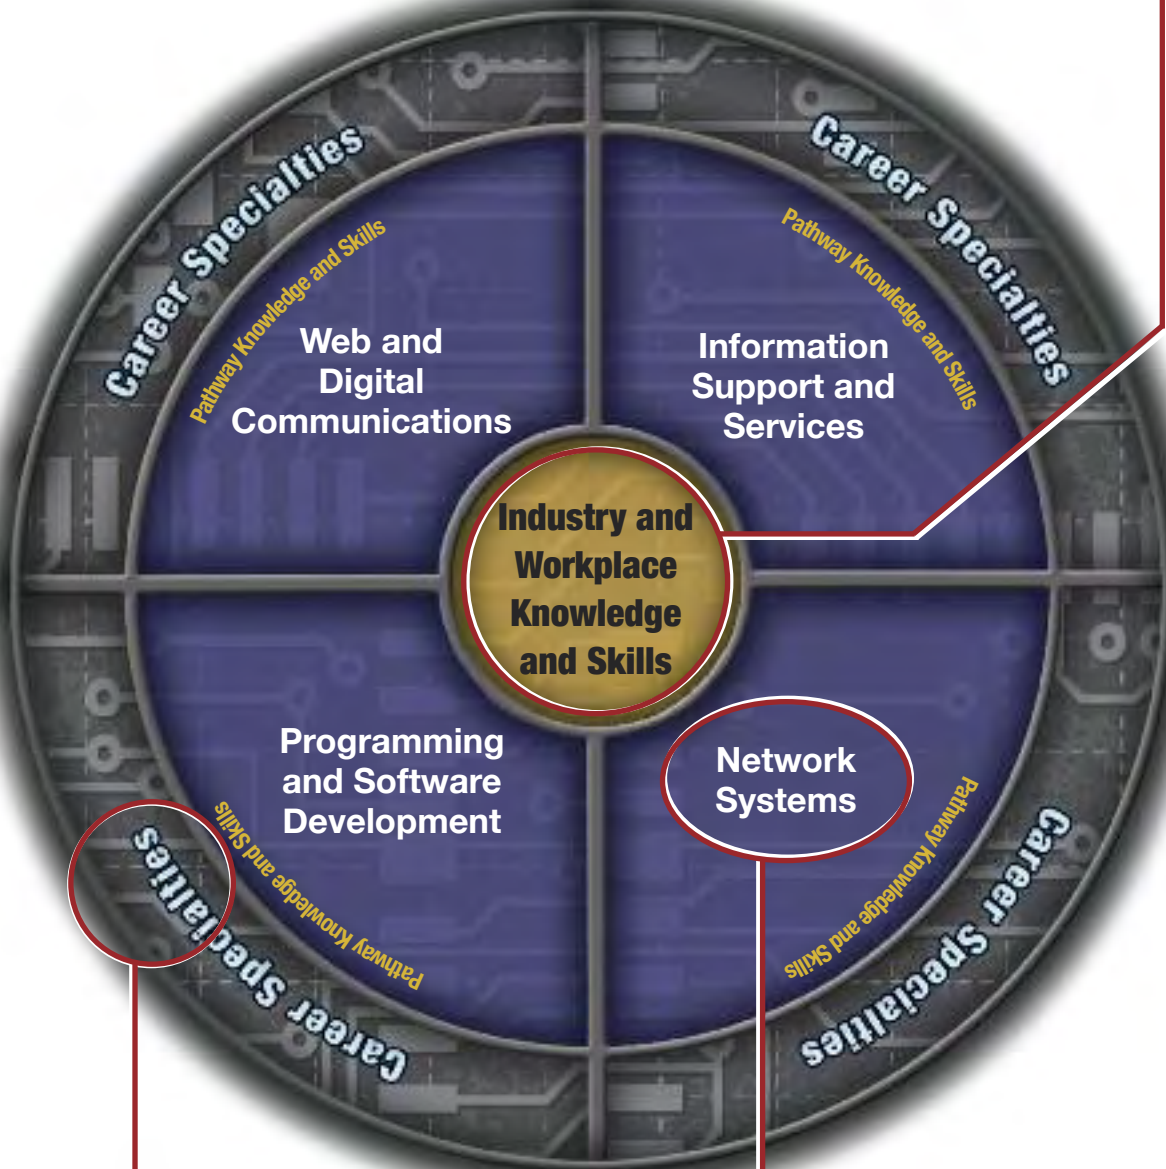 Career Specialties
Career Specialties
Pathway Knowledge and Skills
Pathway Knowledge and Skills
Web and
Digital
Communications
Information
Support and
Services
Industry and
Workplace
Knowledge
and Skills
Programming
and Software
Development
Network
Systems
Pathway Knowledge and Skills
Pathway Knowledge and Skills
Career Specialties
Career Specialties